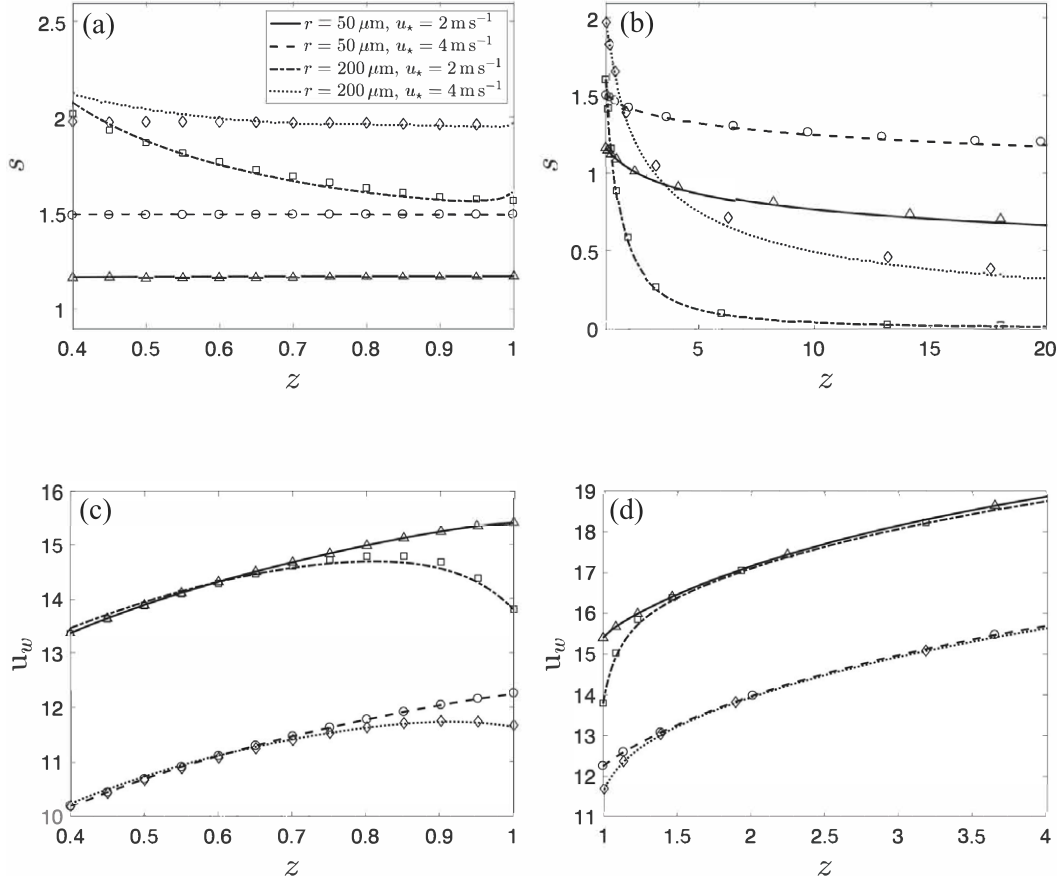 (a)
r = 50 μm, u⋆ = 2 m s⁻¹
r = 50 μm, u⋆ = 4 m s⁻¹
r = 200 μm, u⋆ = 2 m s⁻¹
r = 200 μm, u⋆ = 4 m s⁻¹
2.5
2
1.5
1
s
0.4 0.5 0.6 0.7 0.8 0.9 1
z
(b)
2
1.5
1
0.5
0
s
5 10 15 20
z
(c)
16
15
14
13
12
11
10
u_w
0.4 0.5 0.6 0.7 0.8 0.9 1
z
(d)
19
18
17
16
15
14
13
12
11
u_w
1 1.5 2 2.5 3 3.5 4
z